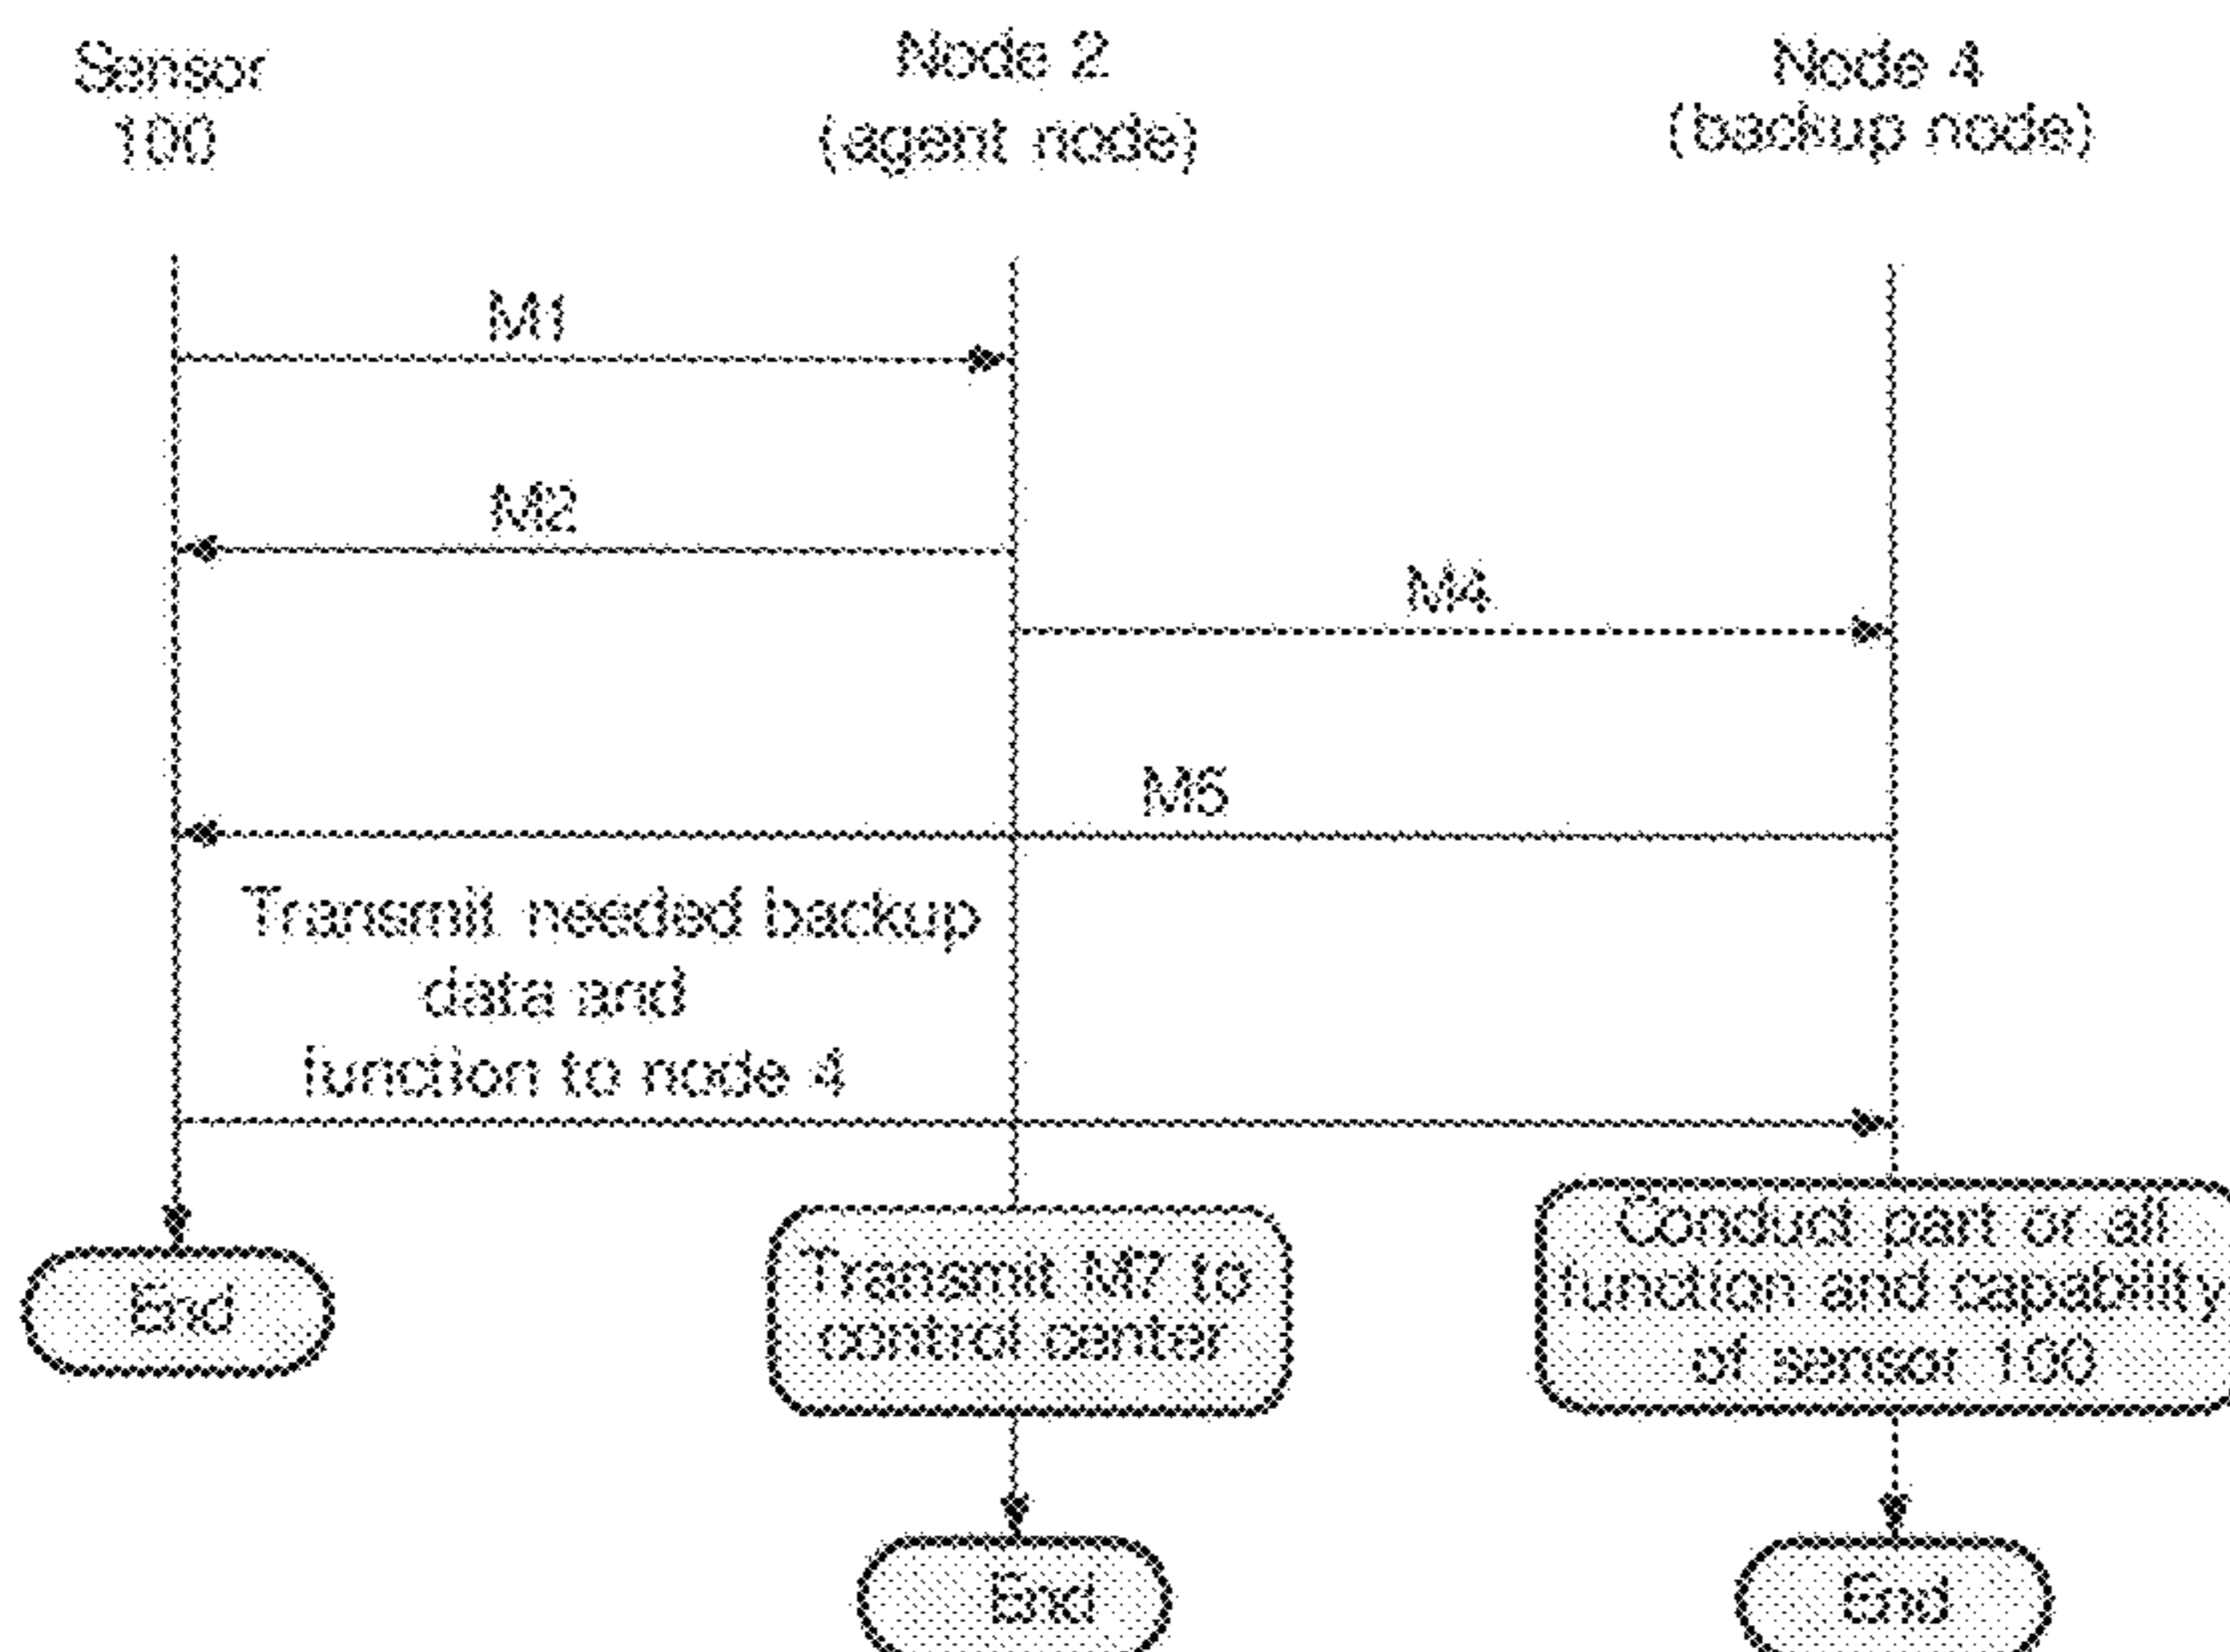 Sensor
100
Node 2
(agent node)
Node 4
(backup node)
M1
M2
M4
M5
Transmit needed backup
data and
function to node 4
End
Transmit M7 to
control center
Conduct part or all
function and capability
of sensor 100
End
End